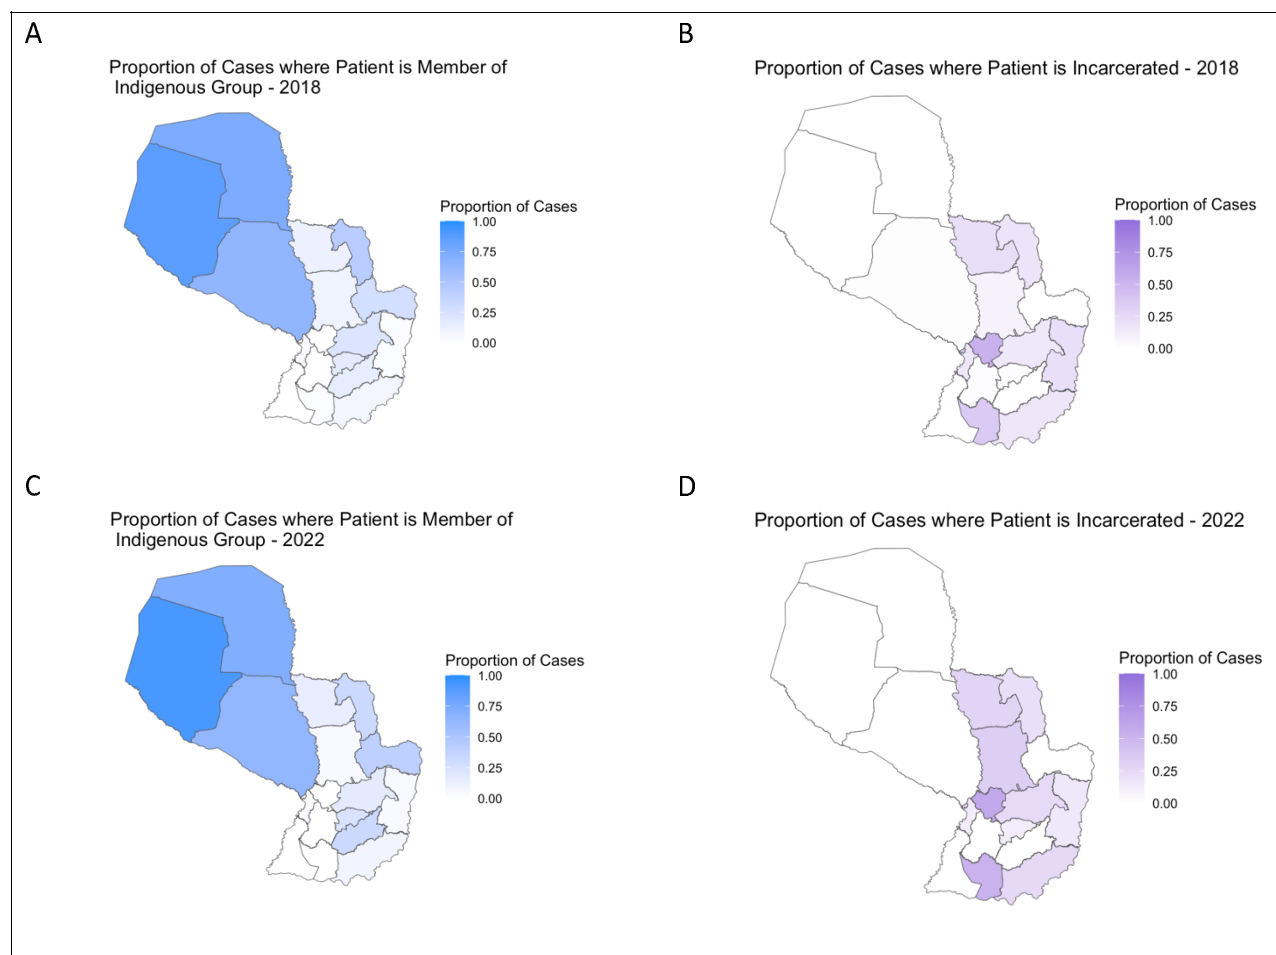 A
Proportion of Cases where Patient is Member of
Indigenous Group - 2018
Proportion of Cases
1.00
0.75
0.50
0.25
0.00
B
Proportion of Cases where Patient is Incarcerated - 2018
Proportion of Cases
1.00
0.75
0.50
0.25
0.00
C
Proportion of Cases where Patient is Member of
Indigenous Group - 2022
Proportion of Cases
1.00
0.75
0.50
0.25
0.00
D
Proportion of Cases where Patient is Incarcerated - 2022
Proportion of Cases
1.00
0.75
0.50
0.25
0.00